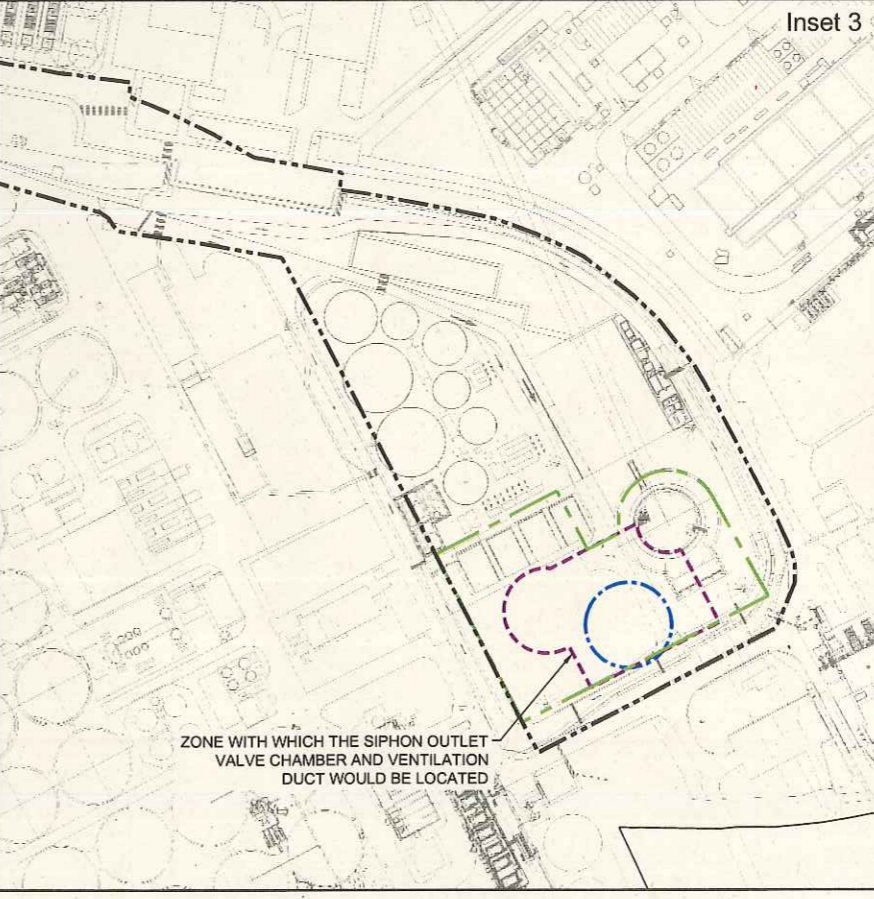 Inset 3
ZONE WITH WHICH THE SIPHON OUTLET
VALVE CHAMBER AND VENTILATION
DUCT WOULD BE LOCATED